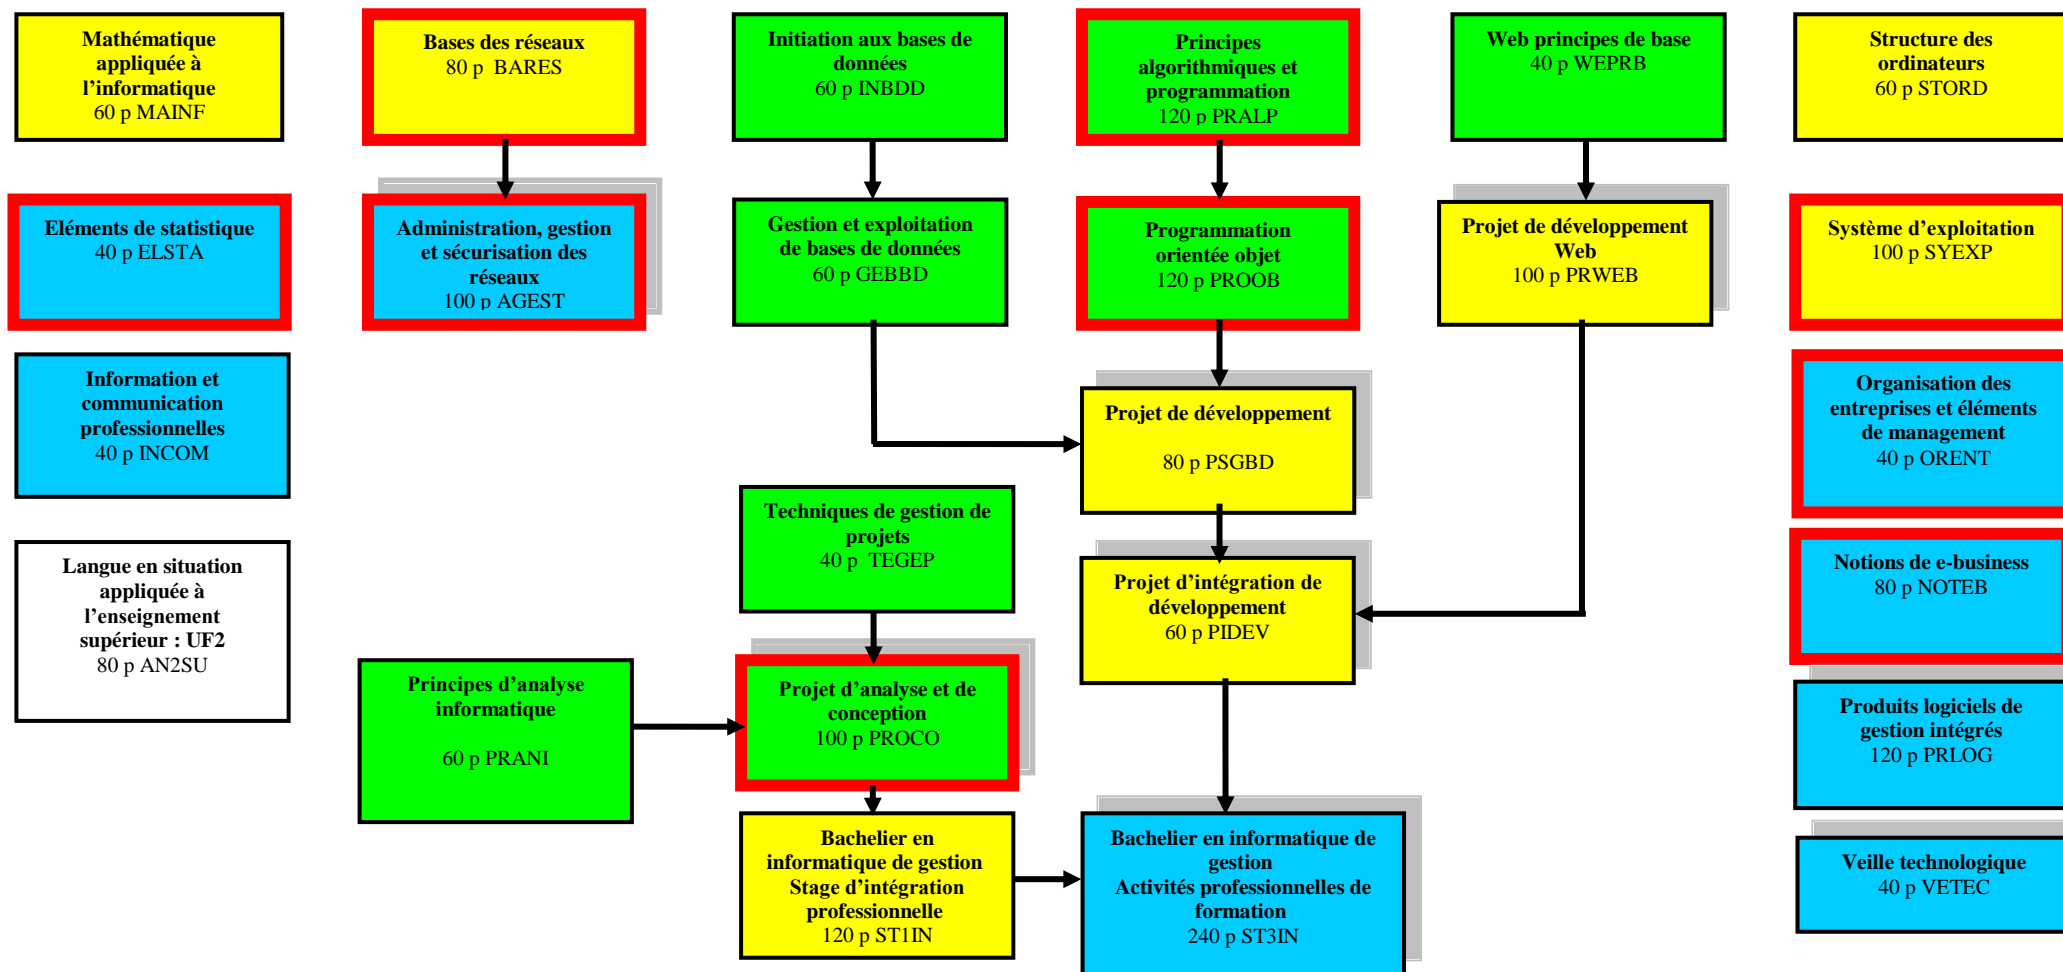 Mathématique
appliquée à
l’informatique
60 p MAINF
Bases des réseaux
80 p BARES
Initiation aux bases de
données
60 p INBDD
Principes
algorithmiques et
programmation
120 p PRALP
Web principes de base
40 p WEPRB
Structure des
ordinateurs
60 p STORD
Eléments de statistique
40 p ELSTA
Administration, gestion
et sécurisation des
réseaux
100 p AGEST
Gestion et exploitation
de bases de données
60 p GEBBD
Programmation
orientée objet
120 p PROOB
Projet de développement
Web
100 p PRWEB
Système d’exploitation
100 p SYEXP
Information et
communication
professionnelles
40 p INCOM
Projet de développement
80 p PSGBD
Organisation des
entreprises et éléments
de management
40 p ORENT
Langue en situation
appliquée à
l’enseignement
supérieur : UF2
80 p AN2SU
Techniques de gestion de
projets
40 p TEGEP
Projet d’intégration de
développement
60 p PIDEV
Notions de e-business
80 p NOTEB
Principes d’analyse
informatique
60 p PRANI
Projet d’analyse et de
conception
100 p PROCO
Produits logiciels de
gestion intégrés
120 p PRLOG
Bachelier en
informatique de gestion
Stage d’intégration
professionnelle
120 p ST1IN
Bachelier en informatique de
gestion
Activités professionnelles de
formation
240 p ST3IN
Veille technologique
40 p VETEC